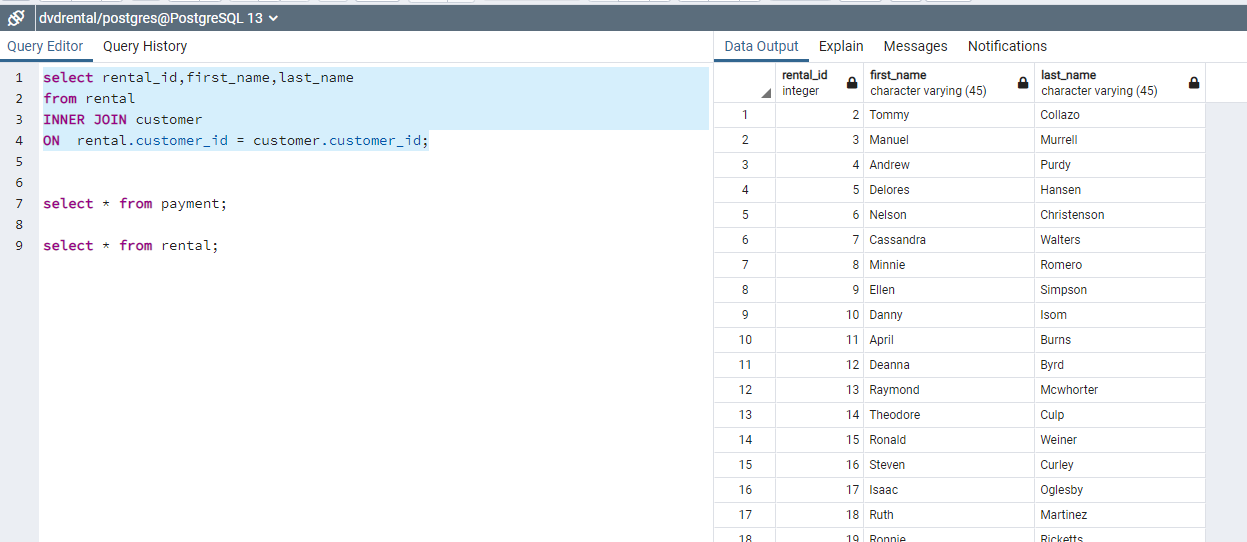 dvdrental/postgres@PostgreSQL 13
Query Editor Query History
1 select rental_id,first_name,last_name
2 from rental
3 INNER JOIN customer
4 ON  rental.customer_id = customer.customer_id;
5
6
7 select * from payment;
8
9 select * from rental;
Data Output Explain Messages Notifications
rental_id first_name last_name
integer character varying (45) character varying (45)
1 2 Tommy Collazo
2 3 Manuel Murrell
3 4 Andrew Purdy
4 5 Delores Hansen
5 6 Nelson Christenson
6 7 Cassandra Walters
7 8 Minnie Romero
8 9 Ellen Simpson
9 10 Danny Isom
10 11 April Burns
11 12 Deanna Byrd
12 13 Raymond Mcwhorter
13 14 Theodore Culp
14 15 Ronald Weiner
15 16 Steven Curley
16 17 Isaac Oglesby
17 18 Ruth Martinez
18 19 Ronnie Ricketts